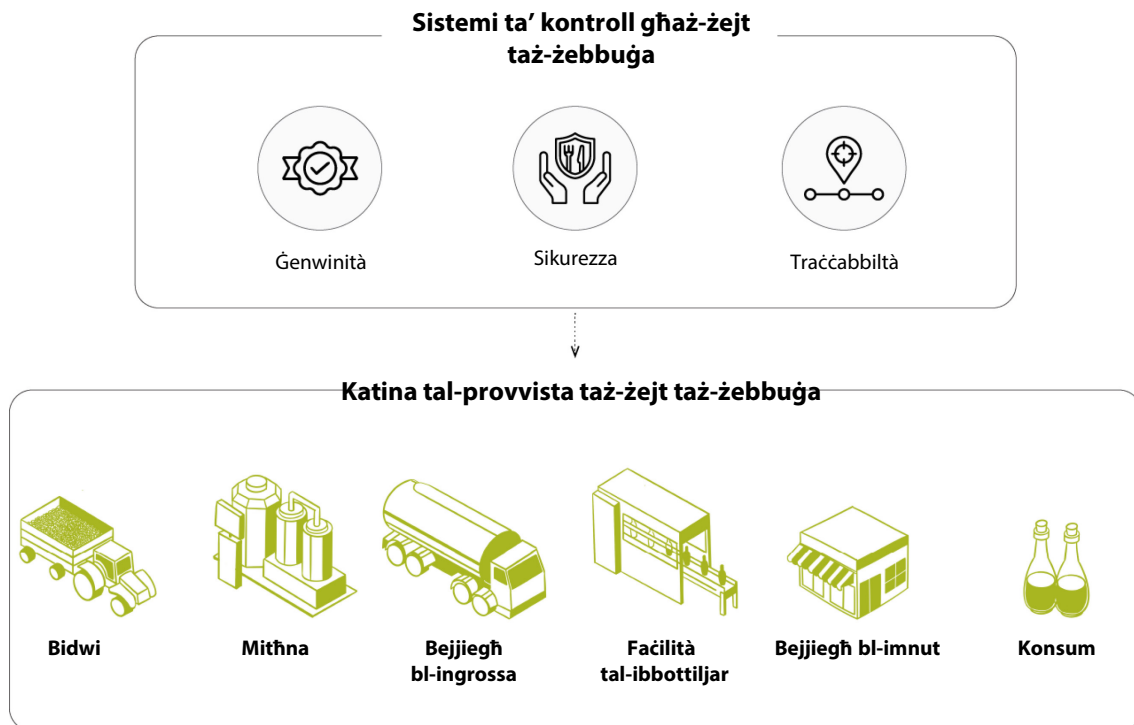 Sistemi ta’ kontroll għaż-żejt
taż-żebbuġa
Ġenwinità
Sikurezza
Traċċabbiltà
Katina tal-provvista taż-żejt taż-żebbuġa
Bidwi
Mitħna
Bejjiegħ
bl-ingrossa
Faċilità
tal-ibbottiljar
Bejjiegħ bl-imnut
Konsum